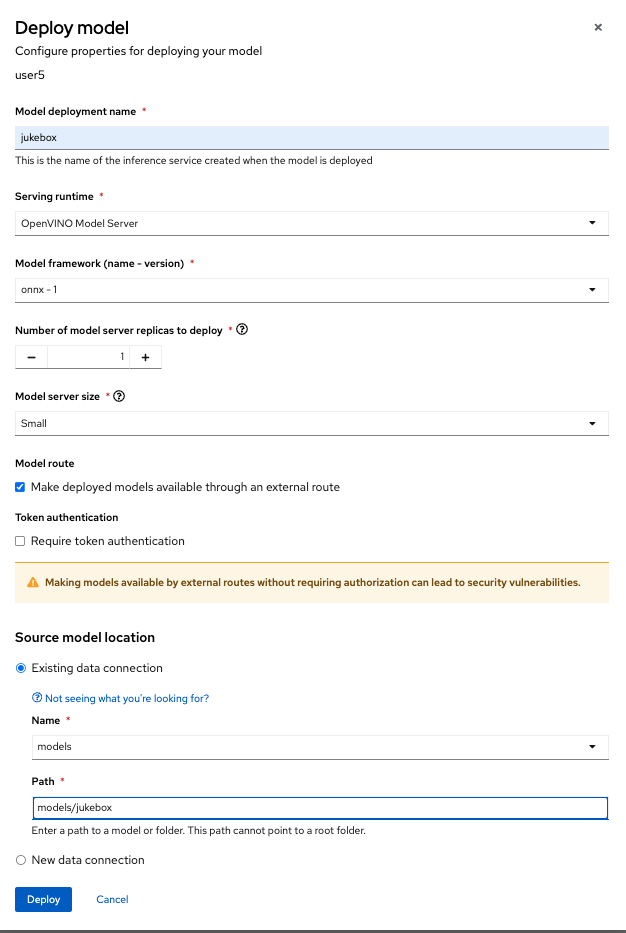 Deploy model
Configure properties for deploying your model
user5
Model deployment name *
jukebox
This is the name of the inference service created when the model is deployed
Serving runtime *
OpenVINO Model Server
Model framework (name - version) *
onnx - 1
Number of model server replicas to deploy *
1
Model server size *
Small
Model route
Make deployed models available through an external route
Token authentication
Require token authentication
Making models available by external routes without requiring authorization can lead to security vulnerabilities.
Source model location
Existing data connection
Not seeing what you're looking for?
Name *
models
Path *
models/jukebox
Enter a path to a model or folder. This path cannot point to a root folder.
New data connection
Deploy Cancel